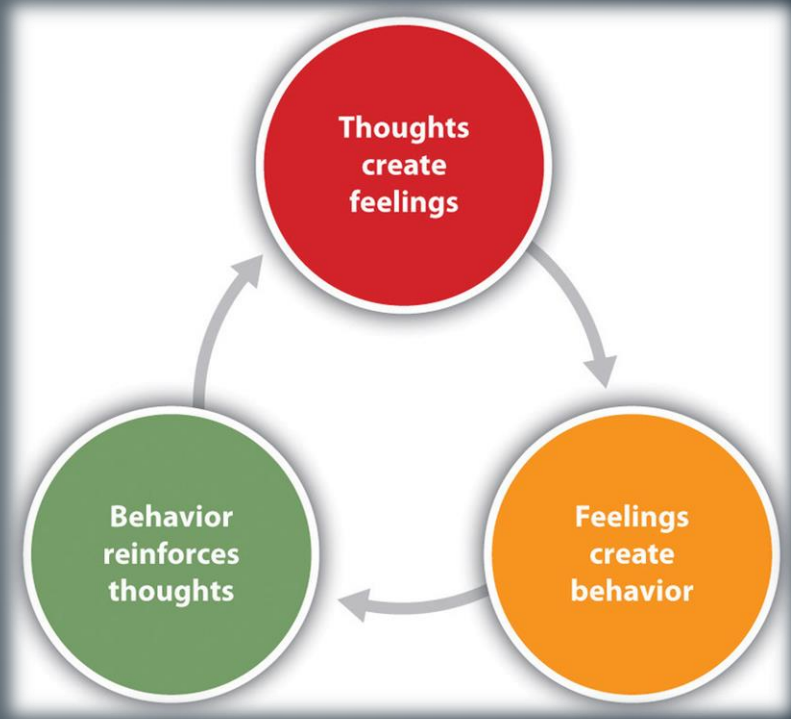 Thoughts
create
feelings
Feelings
create
behavior
Behavior
reinforces
thoughts